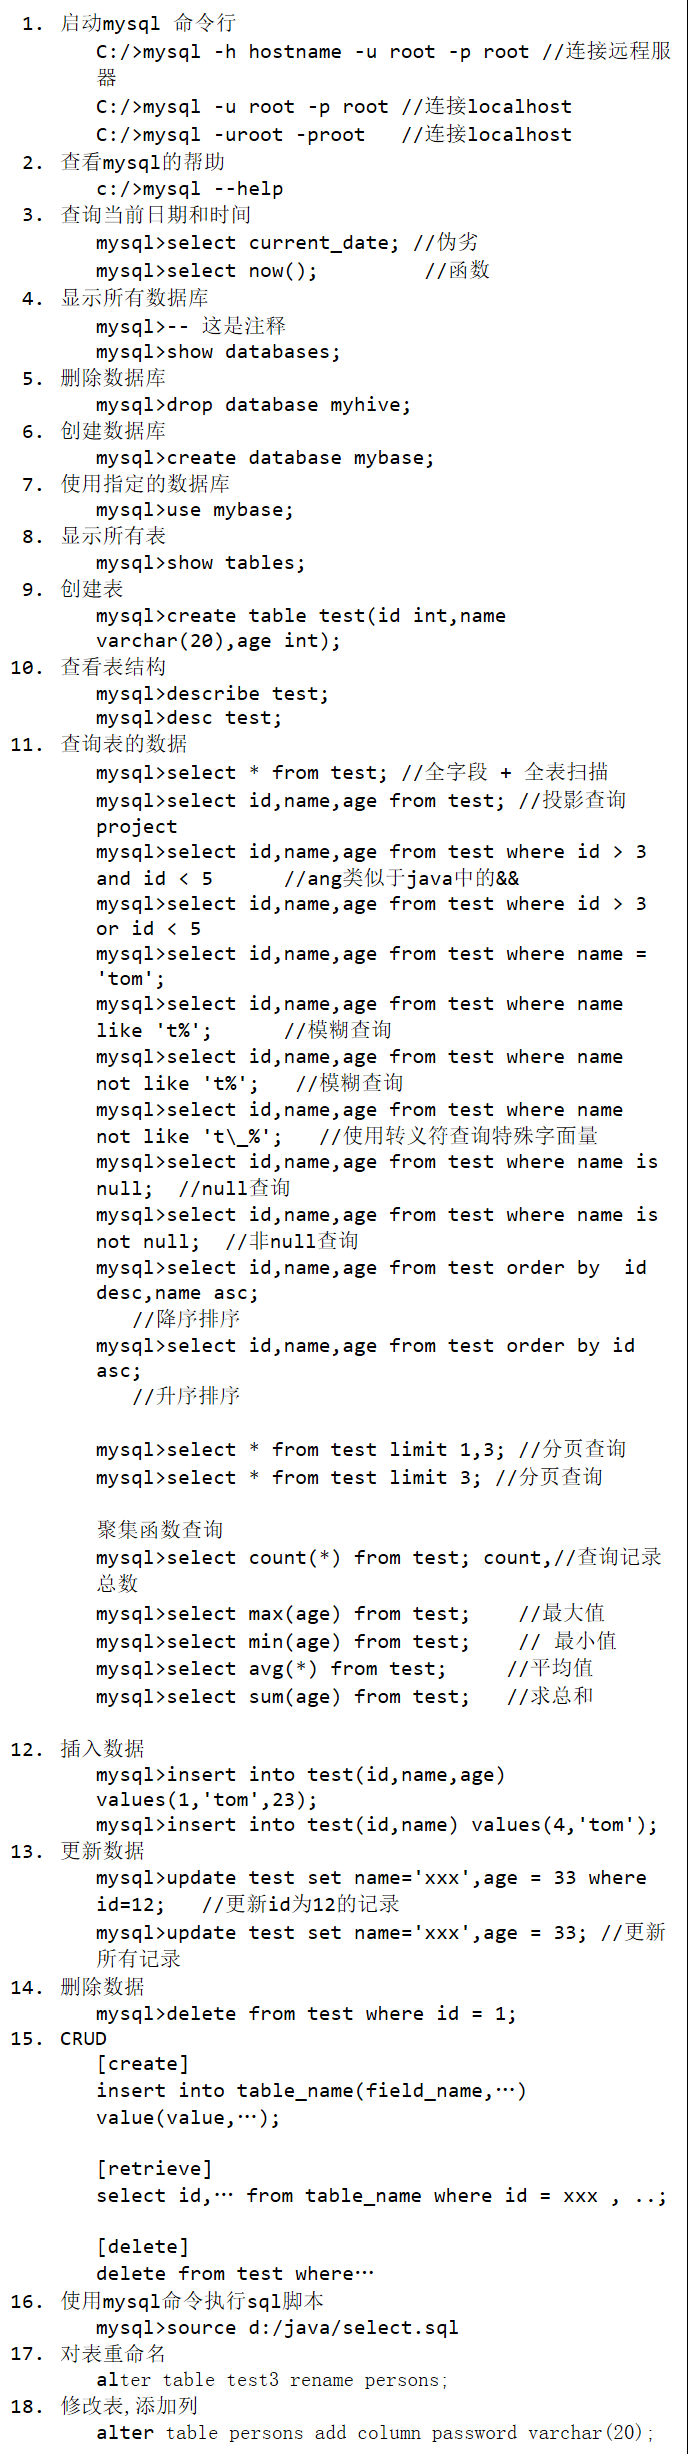 1. 启动mysql 命令行
C:/>mysql -h hostname -u root -p root //连接远程服
器
C:/>mysql -u root -p root //连接localhost
C:/>mysql -uroot -proot   //连接localhost
2. 查看mysql的帮助
c:/>mysql --help
3. 查询当前日期和时间
mysql>select current_date; //伪劣
mysql>select now();         //函数
4. 显示所有数据库
mysql>-- 这是注释
mysql>show databases;
5. 删除数据库
mysql>drop database myhive;
6. 创建数据库
mysql>create database mybase;
7. 使用指定的数据库
mysql>use mybase;
8. 显示所有表
mysql>show tables;
9. 创建表
mysql>create table test(id int,name
varchar(20),age int);
10. 查看表结构
mysql>describe test;
mysql>desc test;
11. 查询表的数据
mysql>select * from test; //全字段 + 全表扫描
mysql>select id,name,age from test; //投影查询
project
mysql>select id,name,age from test where id > 3
and id < 5      //ang类似于java中的&&
mysql>select id,name,age from test where id > 3
or id < 5
mysql>select id,name,age from test where name =
'tom';
mysql>select id,name,age from test where name
like 't%';      //模糊查询
mysql>select id,name,age from test where name
not like 't%';   //模糊查询
mysql>select id,name,age from test where name
not like 't\_%';   //使用转义符查询特殊字面量
mysql>select id,name,age from test where name is
null;  //null查询
mysql>select id,name,age from test where name is
not null;  //非null查询
mysql>select id,name,age from test order by  id
desc,name asc;
//降序排序
mysql>select id,name,age from test order by id
asc;
//升序排序
mysql>select * from test limit 1,3; //分页查询
mysql>select * from test limit 3; //分页查询
聚集函数查询
mysql>select count(*) from test; count,//查询记录
总数
mysql>select max(age) from test;    //最大值
mysql>select min(age) from test;    // 最小值
mysql>select avg(*) from test;     //平均值
mysql>select sum(age) from test;   //求总和
12. 插入数据
mysql>insert into test(id,name,age)
values(1,'tom',23);
mysql>insert into test(id,name) values(4,'tom');
13. 更新数据
mysql>update test set name='xxx',age = 33 where
id=12;   //更新id为12的记录
mysql>update test set name='xxx',age = 33; //更新
所有记录
14. 删除数据
mysql>delete from test where id = 1;
15. CRUD
[create]
insert into table_name(field_name,…)
value(value,…);
[retrieve]
select id,… from table_name where id = xxx , ..;
[delete]
delete from test where…
16. 使用mysql命令执行sql脚本
mysql>source d:/java/select.sql
17. 对表重命名
alter table test3 rename persons;
18. 修改表,添加列
alter table persons add column password varchar(20);